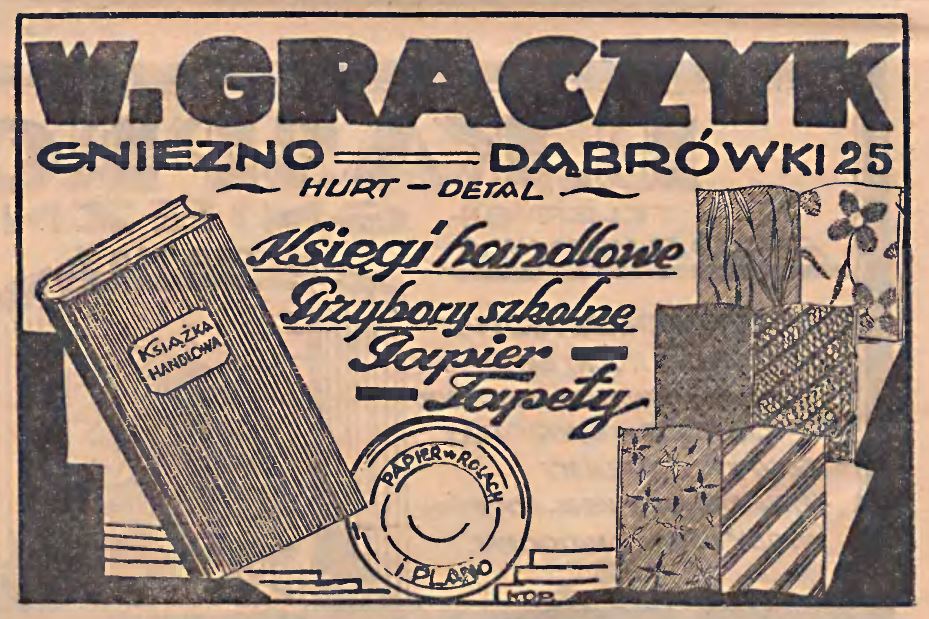 W. GRACZYK
GNIEZNO DĄBRÓWKI 25
HURT - DETAL
Księgi handlowe
Przybory szkolne
Papier
Tapety
KSIĄŻKA
HANDLOWA
PAPIER W ROLACH
I PLANO